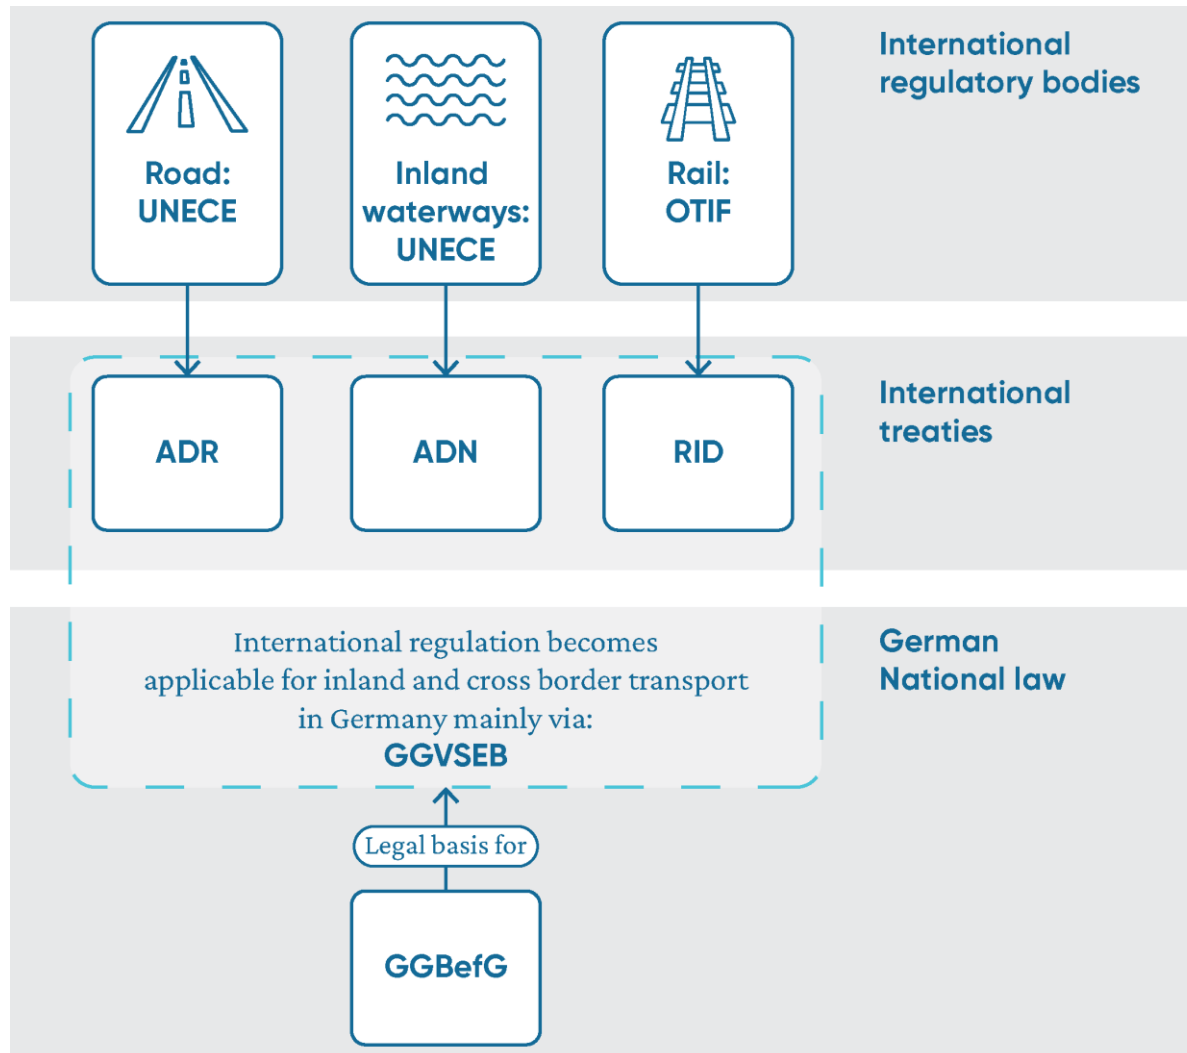 Road:
UNECE
Inland
waterways:
UNECE
Rail:
OTIF
International
regulatory bodies
ADR
ADN
RID
International
treaties
International regulation becomes
applicable for inland and cross border transport
in Germany mainly via:
GGVSEB
German
National law
Legal basis for
GGBefG